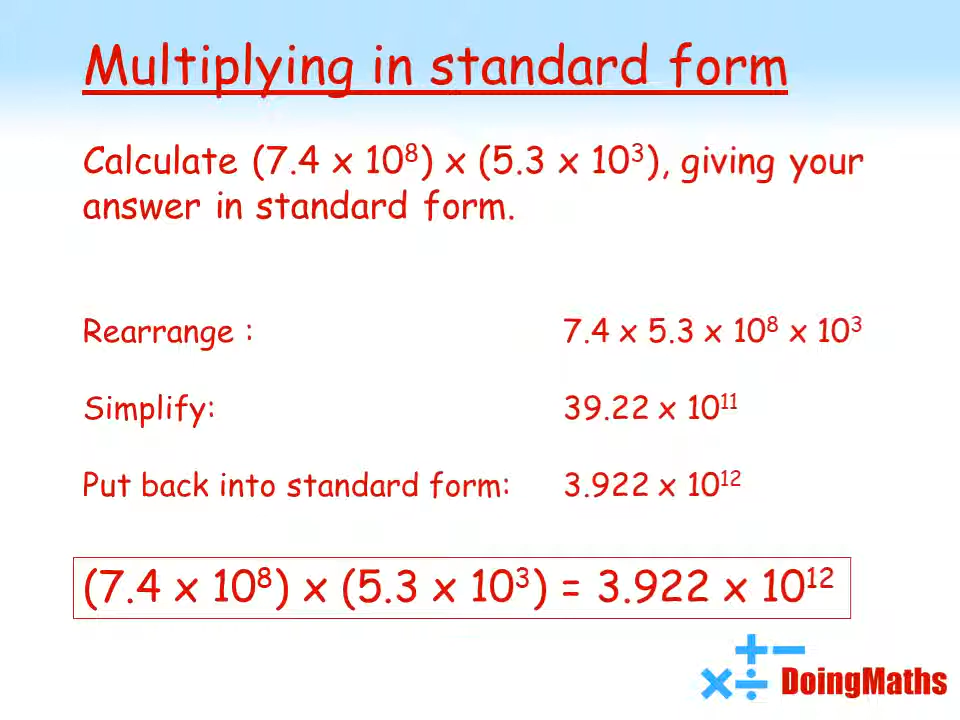 Multiplying in standard form
Calculate (7.4 x 10⁸) x (5.3 x 10³), giving your
answer in standard form.
Rearrange : 7.4 x 5.3 x 10⁸ x 10³
Simplify: 39.22 x 10¹¹
Put back into standard form: 3.922 x 10¹²
(7.4 x 10⁸) x (5.3 x 10³) = 3.922 x 10¹²
DoingMaths